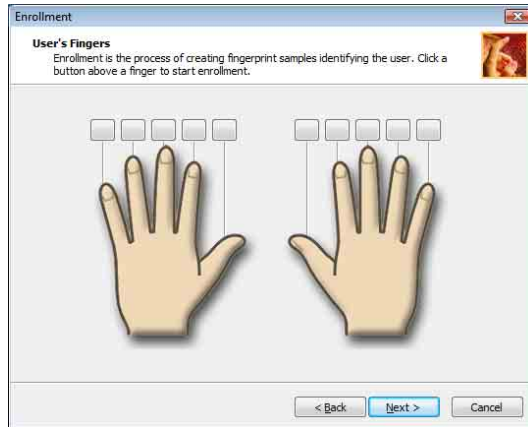 Enrollment
User's Fingers
Enrollment is the process of creating fingerprint samples identifying the user. Click a
button above a finger to start enrollment.
< Back
Next >
Cancel